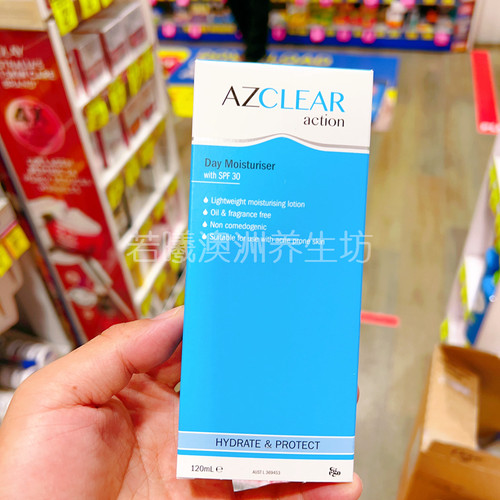 AZCLEAR
action
Day Moisturiser
with SPF 30
Lightweight moisturising lotion
Oil & fragrance free
Non comedogenic
Suitable for use with acne prone skin
若曦澳洲养生坊
HYDRATE & PROTECT
120mL e
ego